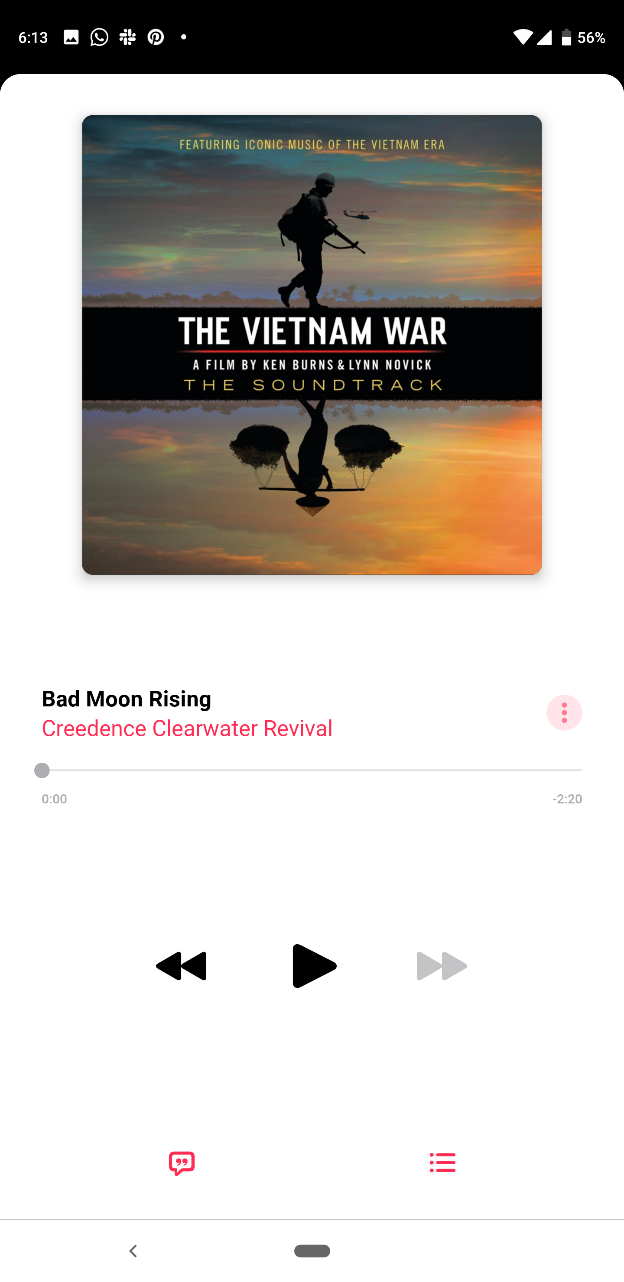 6:13
56%
FEATURING ICONIC MUSIC OF THE VIETNAM ERA
THE VIETNAM WAR
A FILM BY KEN BURNS & LYNN NOVICK
THE SOUNDTRACK
Bad Moon Rising
Creedence Clearwater Revival
0:00
-2:20